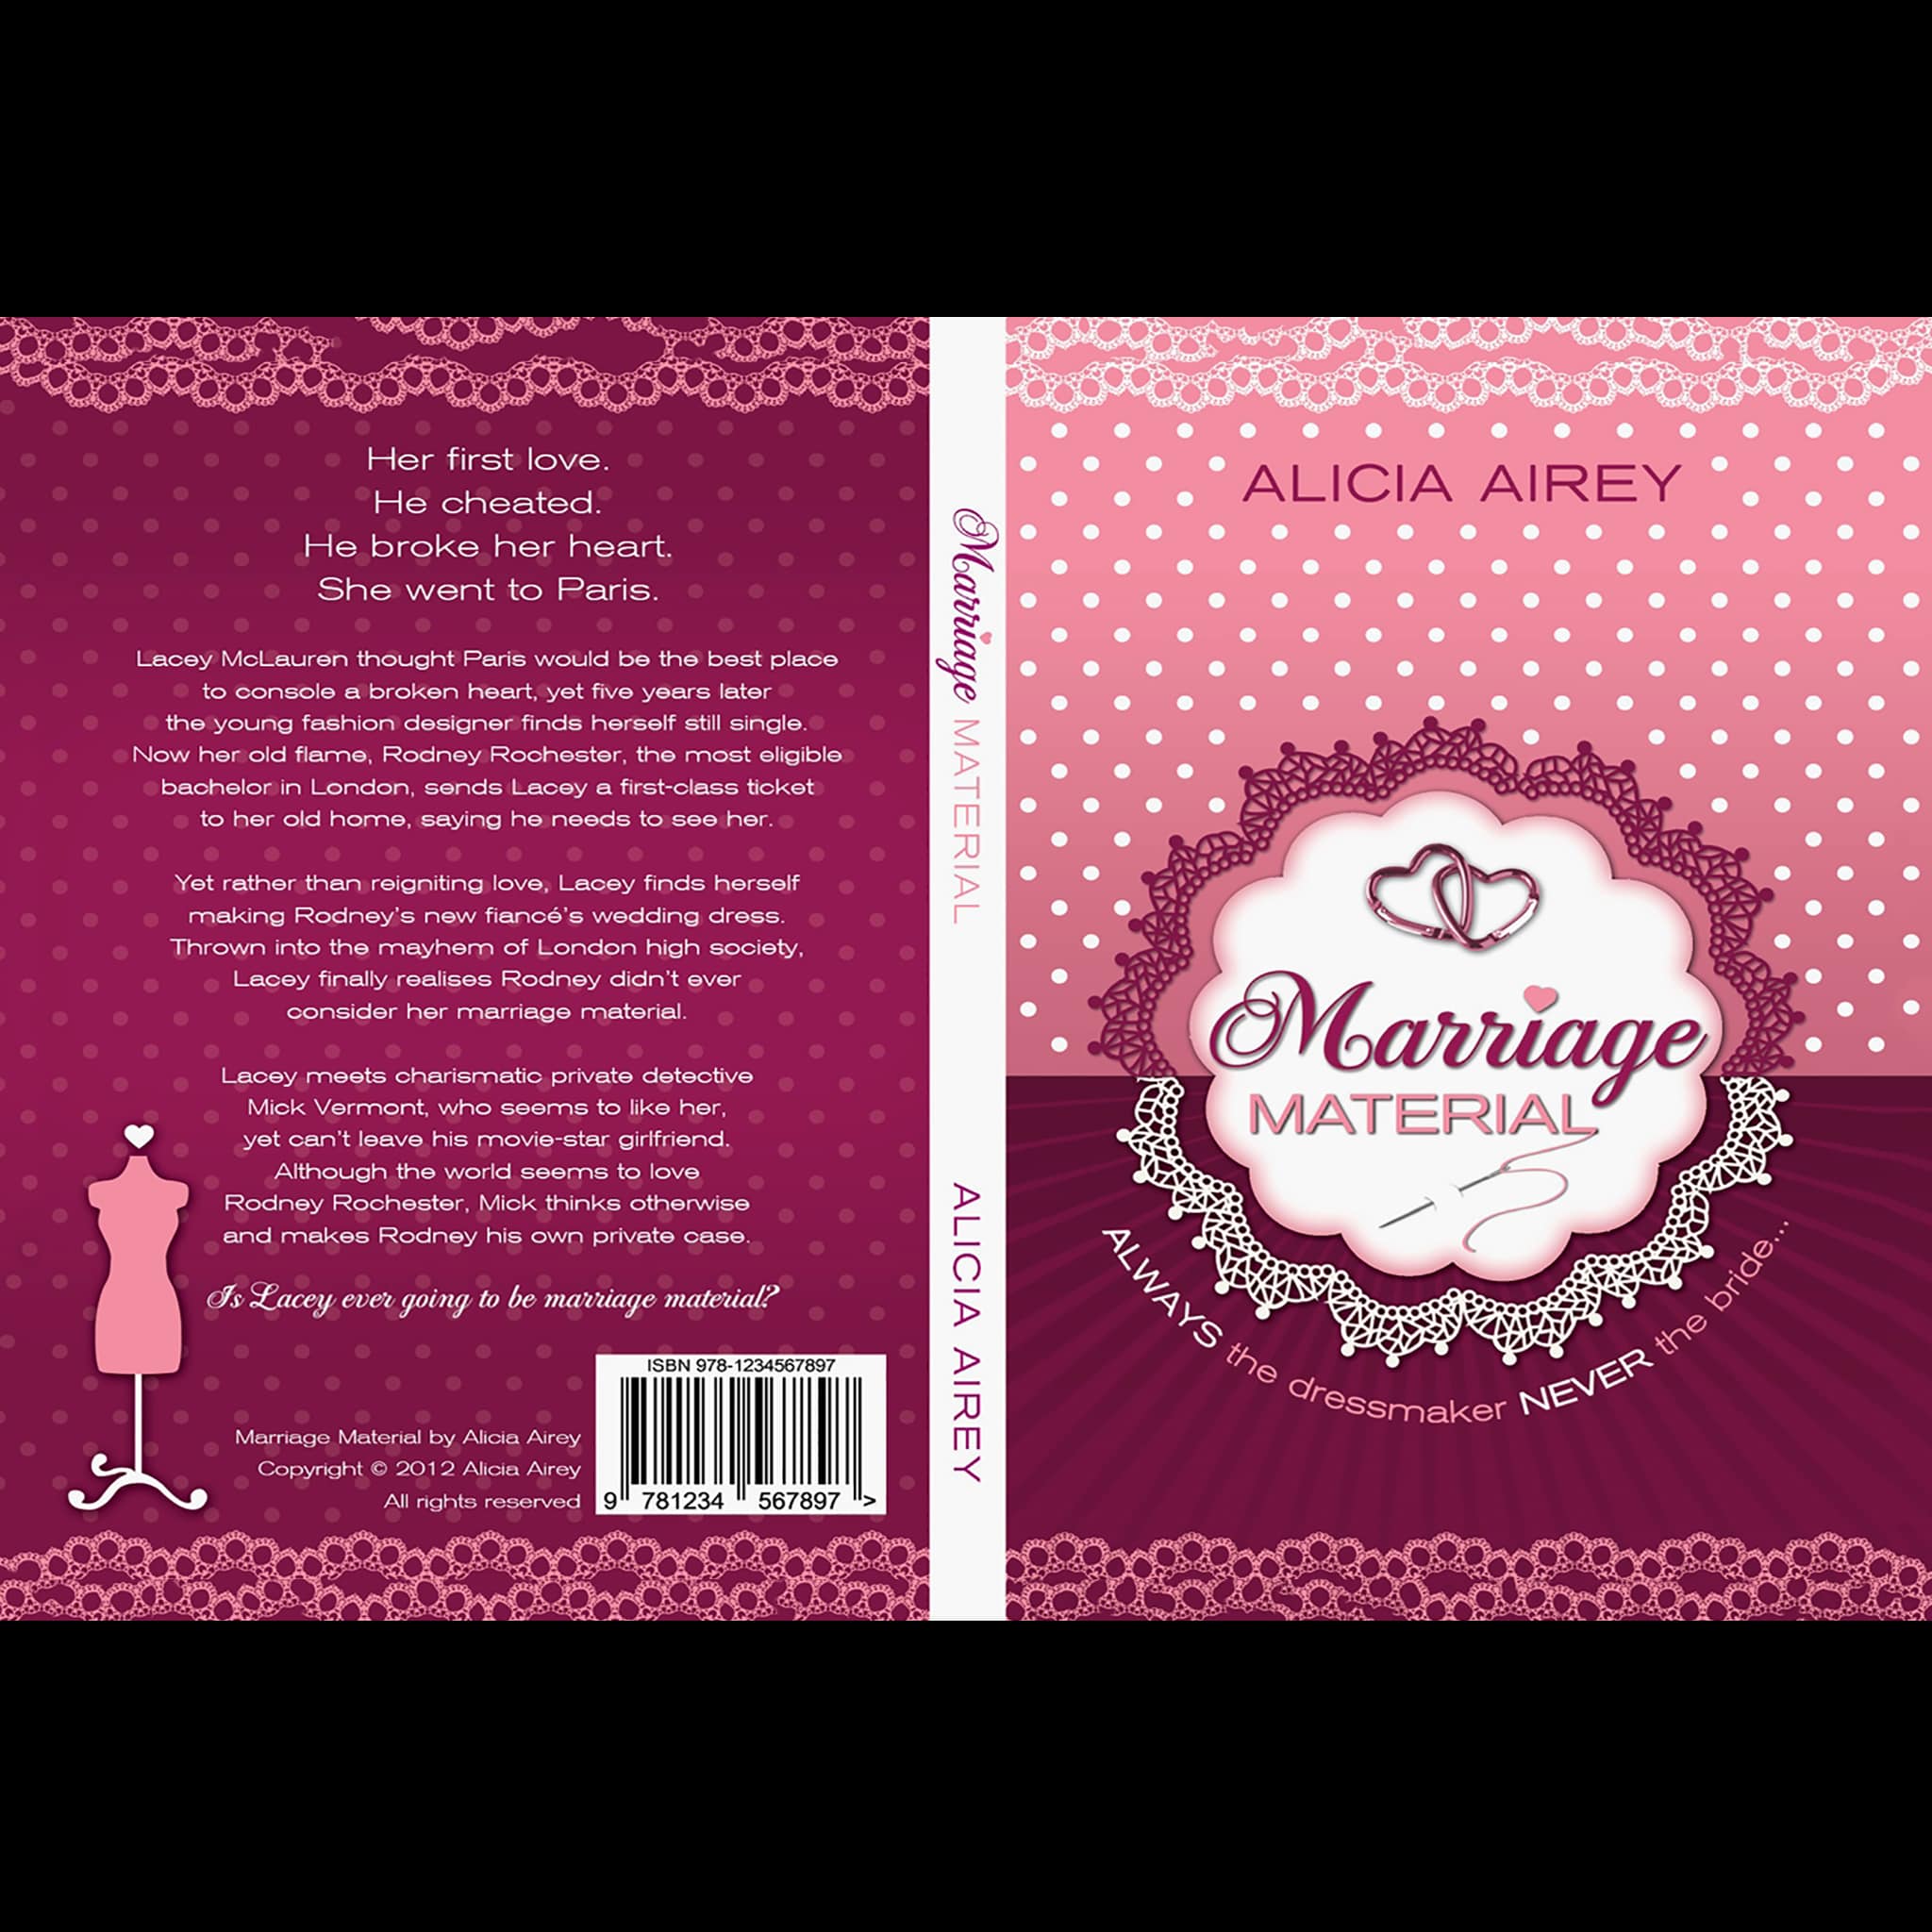 Her first love.
He cheated.
He broke her heart.
She went to Paris.
Lacey McLauren thought Paris would be the best place
to console a broken heart, yet five years later
the young fashion designer finds herself still single.
Now her old flame, Rodney Rochester, the most eligible
bachelor in London, sends Lacey a first-class ticket
to her old home, saying he needs to see her.
Yet rather than reigniting love, Lacey finds herself
making Rodney's new fiancé's wedding dress.
Thrown into the mayhem of London high society,
Lacey finally realises Rodney didn't ever
consider her marriage material.
Lacey meets charismatic private detective
Mick Vermont, who seems to like her,
yet can't leave his movie-star girlfriend.
Although the world seems to love
Rodney Rochester, Mick thinks otherwise
and makes Rodney his own private case.
Is Lacey ever going to be marriage material?
Marriage Material by Alicia Airey
Copyright © 2012 Alicia Airey
All rights reserved
ISBN 978-1234567897
9 781234 567897 >
Marriage MATERIAL
ALICIA AIREY
ALICIA AIREY
Marriage
MATERIAL
ALWAYS the dressmaker NEVER the bride...